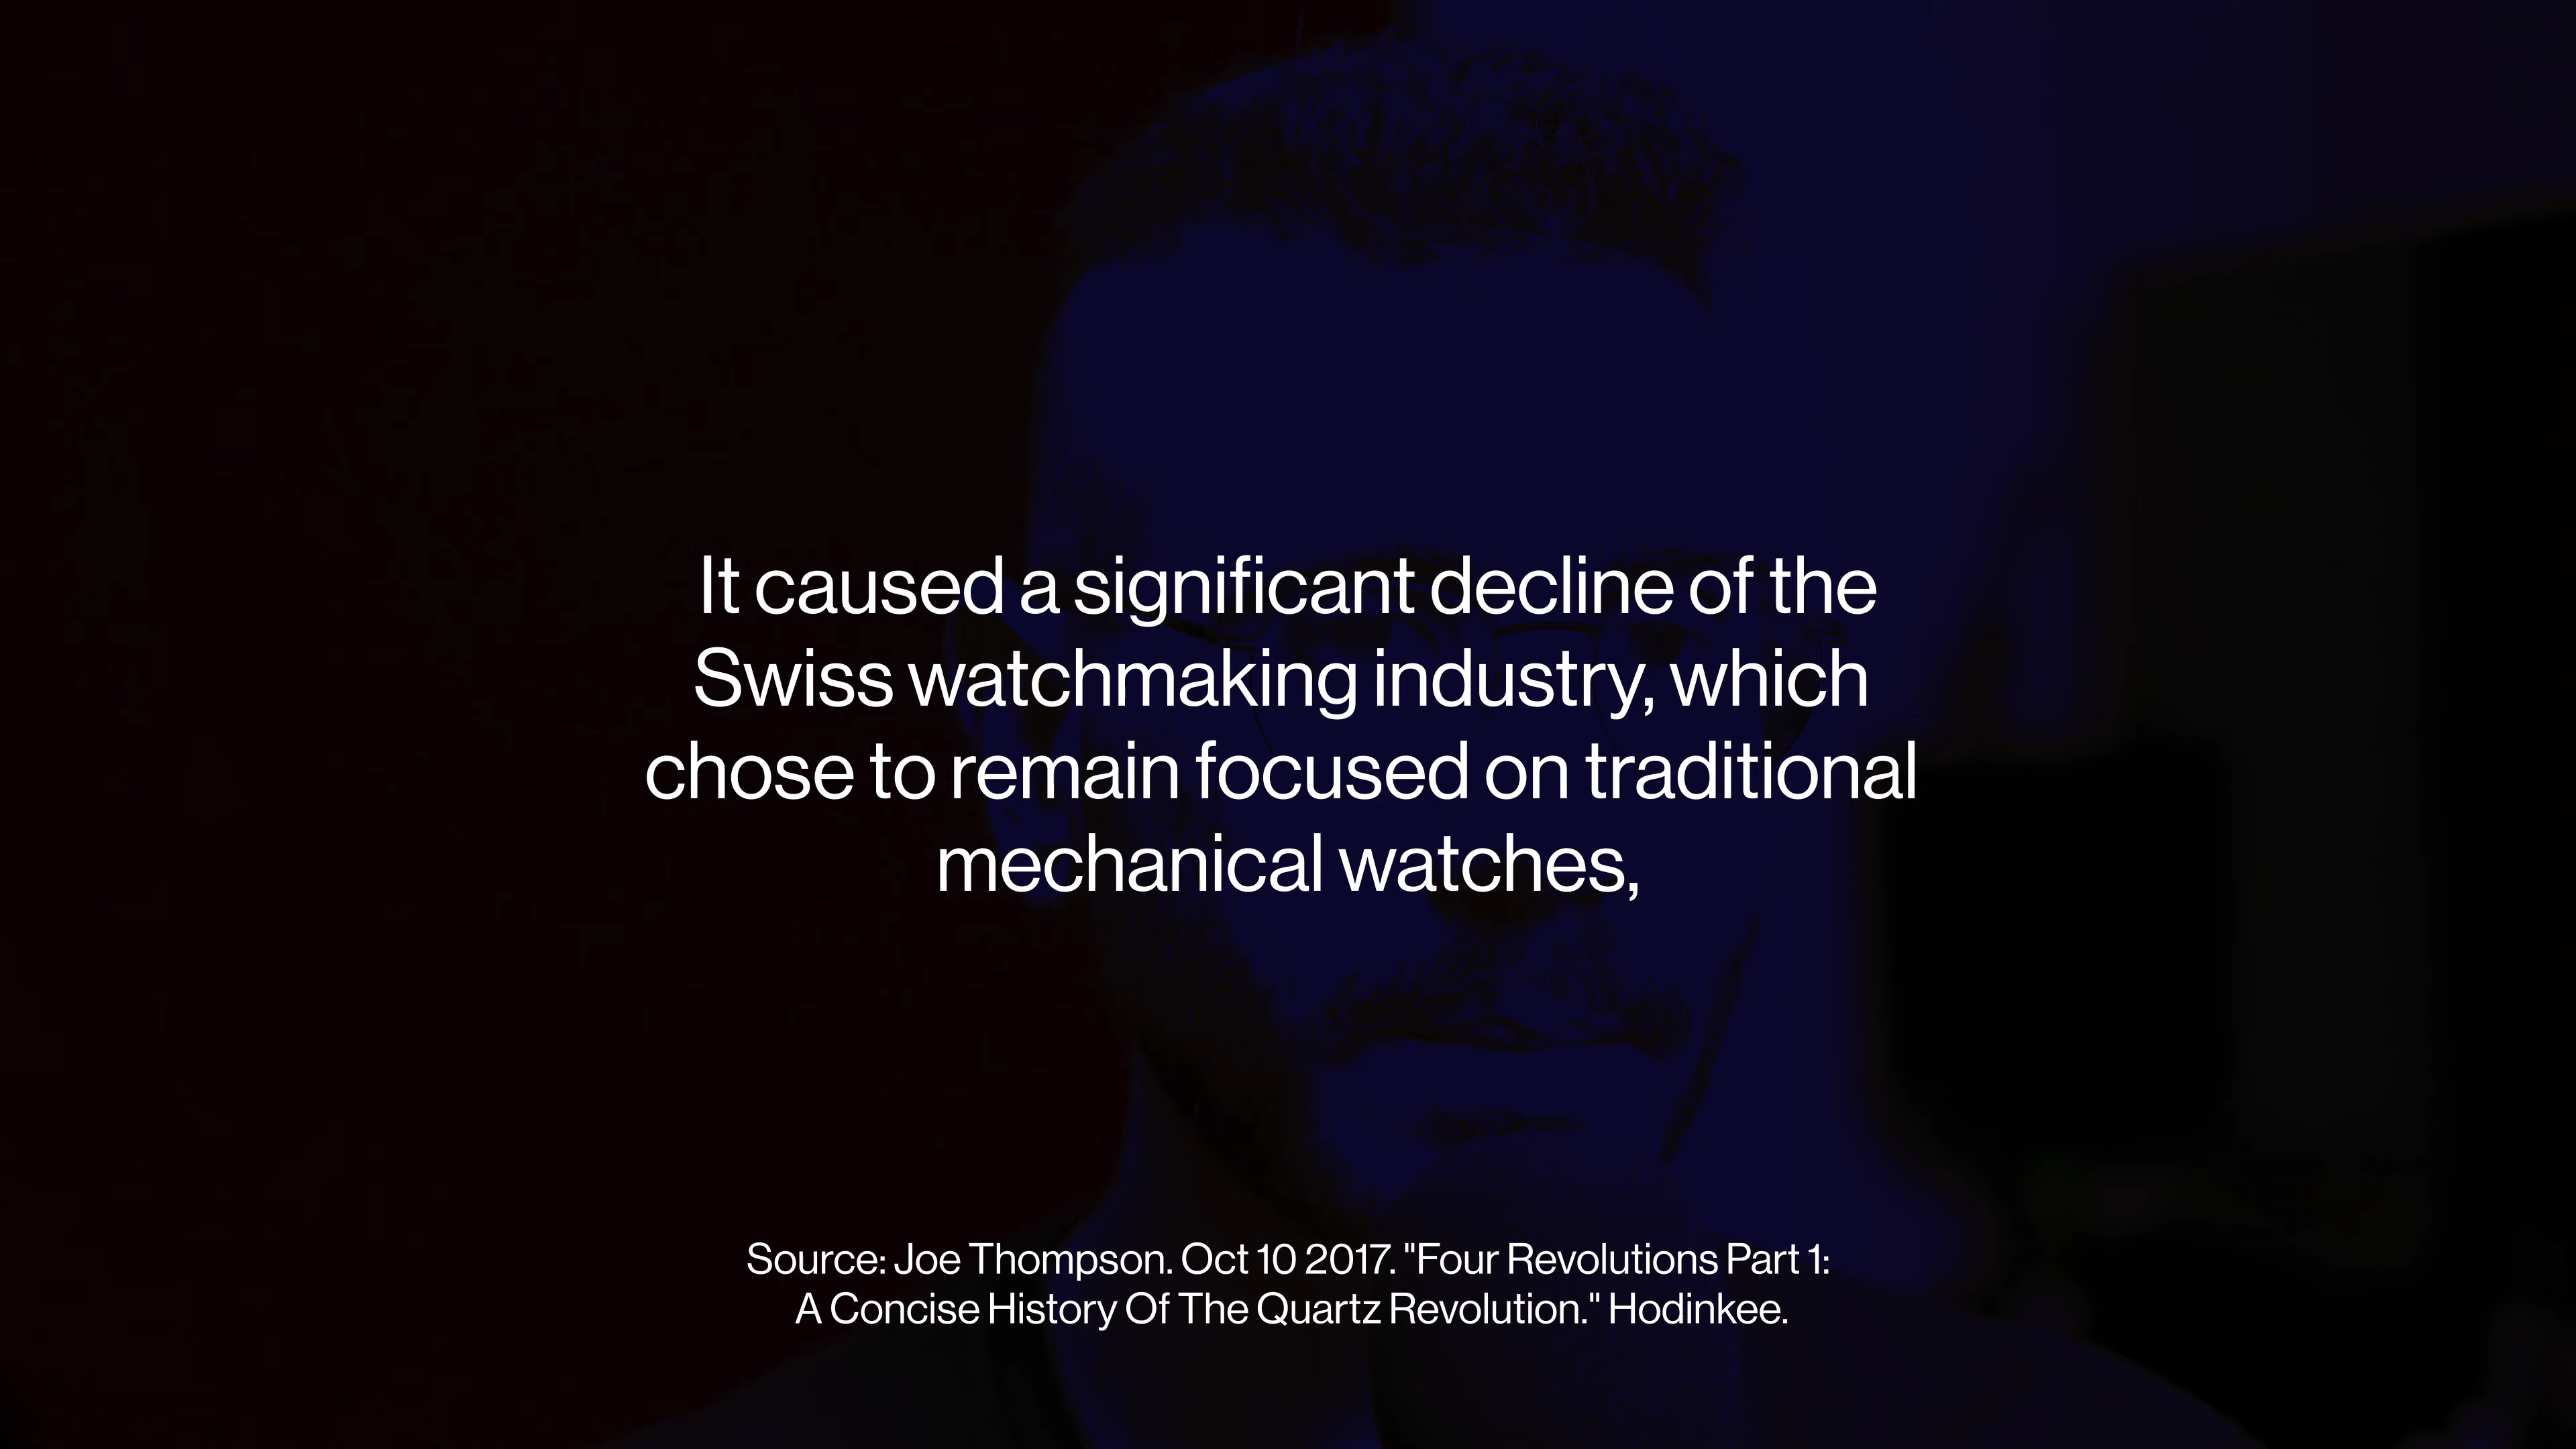 It caused a significant decline of the
Swiss watchmaking industry, which
chose to remain focused on traditional
mechanical watches,
Source: Joe Thompson. Oct 10 2017. "Four Revolutions Part 1:
A Concise History Of The Quartz Revolution." Hodinkee.